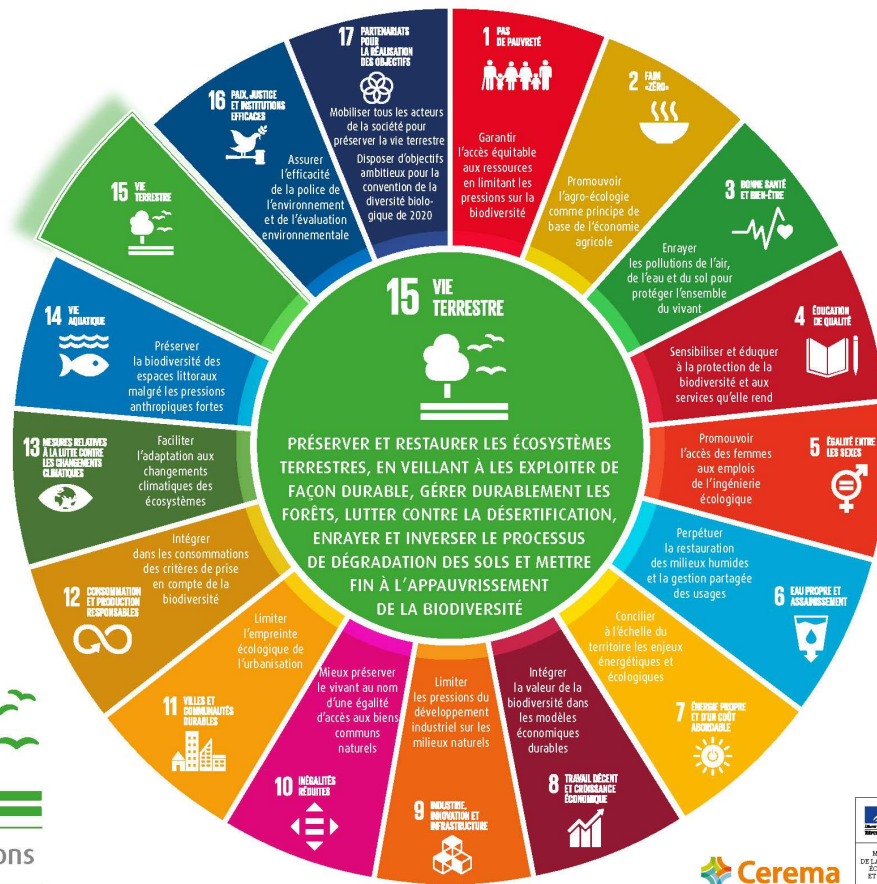 17 PARTENARIATS
POUR
LA RÉALISATION
DES OBJECTIFS
Mobiliser tous les acteurs
de la société pour
préserver la vie terrestre
Disposer d'objectifs
ambitieux pour la
convention de la
diversité biolo-
gique de 2020
1 PAS
DE PAUVRETÉ
Garantir
l'accès équitable
aux ressources
en limitant les
pressions sur la
biodiversité
2 FAIM
«ZÉRO»
Promouvoir
l'agro-écologie
comme principe de
base de l'économie
agricole
3 BONNE SANTÉ
ET BIEN-ÊTRE
Enrayer
les pollutions de l'air,
de l'eau et du sol pour
protéger l'ensemble
du vivant
4 ÉDUCATION
DE QUALITÉ
Sensibiliser et éduquer
à la protection de la
biodiversité et aux
services qu'elle rend
5 ÉGALITÉ ENTRE
LES SEXES
Promouvoir
l'accès des femmes
aux emplois
de l'ingénierie
écologique
6 EAU PROPRE ET
ASSAINISSEMENT
Perpétuer
la restauration
des milieux humides
et la gestion partagée
des usages
7 ÉNERGIE PROPRE
ET D'UN COÛT
ABORDABLE
Concilier
à l'échelle du
territoire les enjeux
énergétiques et
écologiques
8 TRAVAIL DÉCENT
ET CROISSANCE
ÉCONOMIQUE
Intégrer
la valeur de la
biodiversité dans
les modèles
économiques
durables
9 INDUSTRIE,
INNOVATION ET
INFRASTRUCTURE
Limiter
les pressions du
développement
industriel sur les
milieux naturels
10 INÉGALITÉS
RÉDUITES
Mieux préserver
le vivant au nom
d'une égalité
d'accès aux biens
communs
naturels
11 VILLES ET
COMMUNAUTÉS
DURABLES
Limiter
l'empreinte
écologique de
l'urbanisation
12 CONSOMMATION
ET PRODUCTION
RESPONSABLES
Intégrer
dans les consommations
des critères de prise
en compte de la
biodiversité
13 MESURES RELATIVES
À LA LUTTE CONTRE
LES CHANGEMENTS
CLIMATIQUES
Faciliter
l'adaptation aux
changements
climatiques des
écosystèmes
14 VIE
AQUATIQUE
Préserver
la biodiversité des
espaces littoraux
malgré les pressions
anthropiques fortes
15 VIE
TERRESTRE
16 PAIX, JUSTICE
ET INSTITUTIONS
EFFICACES
Assurer
l'efficacité
de la police de
l'environnement
et de l'évaluation
environnementale
15 VIE
TERRESTRE
PRÉSERVER ET RESTAURER LES ÉCOSYSTÈMES
TERRESTRES, EN VEILLANT À LES EXPLOITER DE
FAÇON DURABLE, GÉRER DURABLEMENT LES
FORÊTS, LUTTER CONTRE LA DÉSERTIFICATION,
ENRAYER ET INVERSER LE PROCESSUS
DE DÉGRADATION DES SOLS ET METTRE
FIN À L'APPAUVRISSEMENT
DE LA BIODIVERSITÉ
ons
Cerema